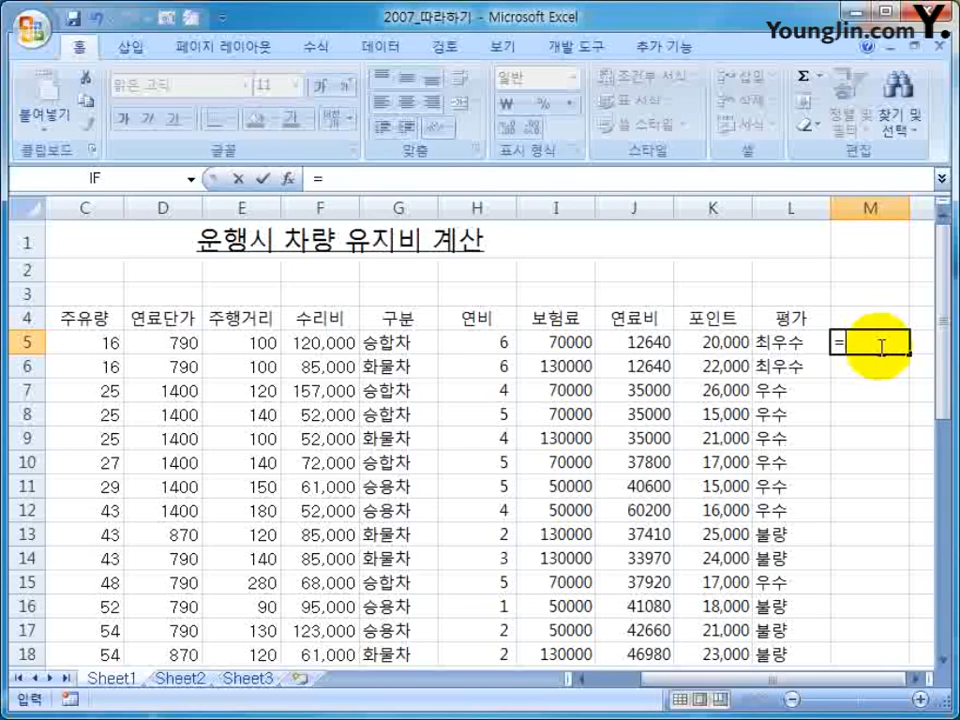 2007_따라하기 - Microsoft Excel
YoungJin.com Y.
홈 삽입 페이지 레이아웃 수식 데이터 검토 보기 개발 도구 추가 기능
맑은 고딕 11 일반 조건부 서식 삽입 Σ
붙여넣기 가 가 가 가 가 ₩ % , 표 서식 삭제 정렬 및 필터 찾기 및 선택
셀 스타일 서식
클립보드 글꼴 맞춤 표시 형식 스타일 셀 편집
IF =
C D E F G H I J K L M
1 운행시 차량 유지비 계산
2
3
4 주유량 연료단가 주행거리 수리비 구분 연비 보험료 연료비 포인트 평가
5 16 790 100 120,000 승합차 6 70000 12640 20,000 최우수 =
6 16 790 100 85,000 화물차 6 130000 12640 22,000 최우수
7 25 1400 120 157,000 승합차 4 70000 35000 26,000 우수
8 25 1400 140 52,000 승합차 5 70000 35000 15,000 우수
9 25 1400 100 52,000 화물차 4 130000 35000 21,000 우수
10 27 1400 140 72,000 승합차 5 70000 37800 17,000 우수
11 29 1400 150 61,000 승용차 5 50000 40600 15,000 우수
12 43 1400 180 52,000 승용차 4 50000 60200 16,000 우수
13 43 870 120 85,000 화물차 2 130000 37410 25,000 불량
14 43 790 140 85,000 화물차 3 130000 33970 24,000 불량
15 48 790 280 68,000 승합차 5 70000 37920 17,000 우수
16 52 790 90 95,000 승용차 1 50000 41080 18,000 불량
17 54 790 130 123,000 승용차 2 50000 42660 21,000 불량
18 54 870 120 61,000 화물차 2 130000 46980 23,000 불량
Sheet1 Sheet2 Sheet3
입력